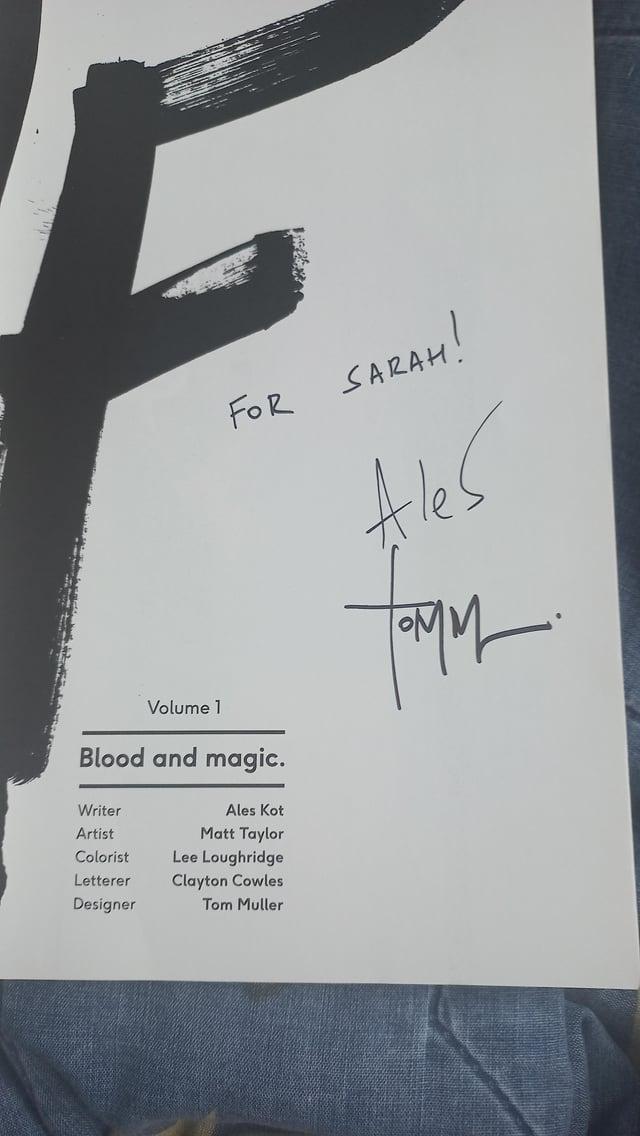 FOR SARAH!
Ales
Tomm.
Volume 1
Blood and magic.
Writer Ales Kot
Artist Matt Taylor
Colorist Lee Loughridge
Letterer Clayton Cowles
Designer Tom Muller